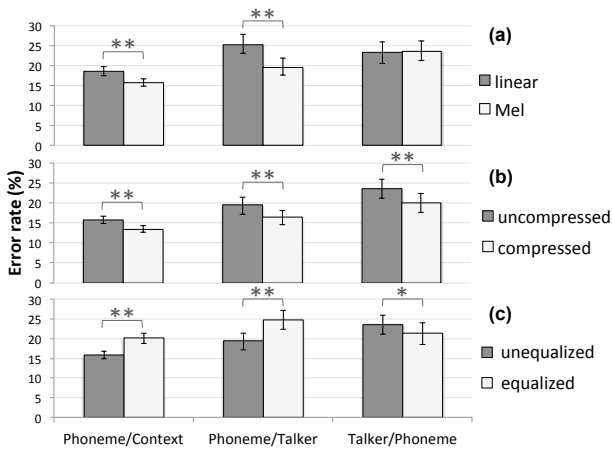 30
25
20
15
10
5
0
** **
(a)
linear
Mel
30
25
20
15
10
5
0
** ** **
(b)
uncompressed
compressed
30
25
20
15
10
5
0
** ** *
(c)
unequalized
equalized
Error rate (%)
Phoneme/Context Phoneme/Talker Talker/Phoneme